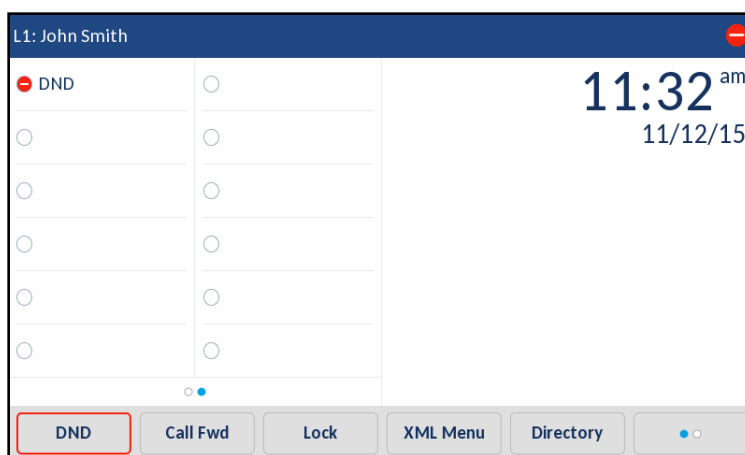 L1: John Smith
DND
11:32 am
11/12/15
DND
Call Fwd
Lock
XML Menu
Directory